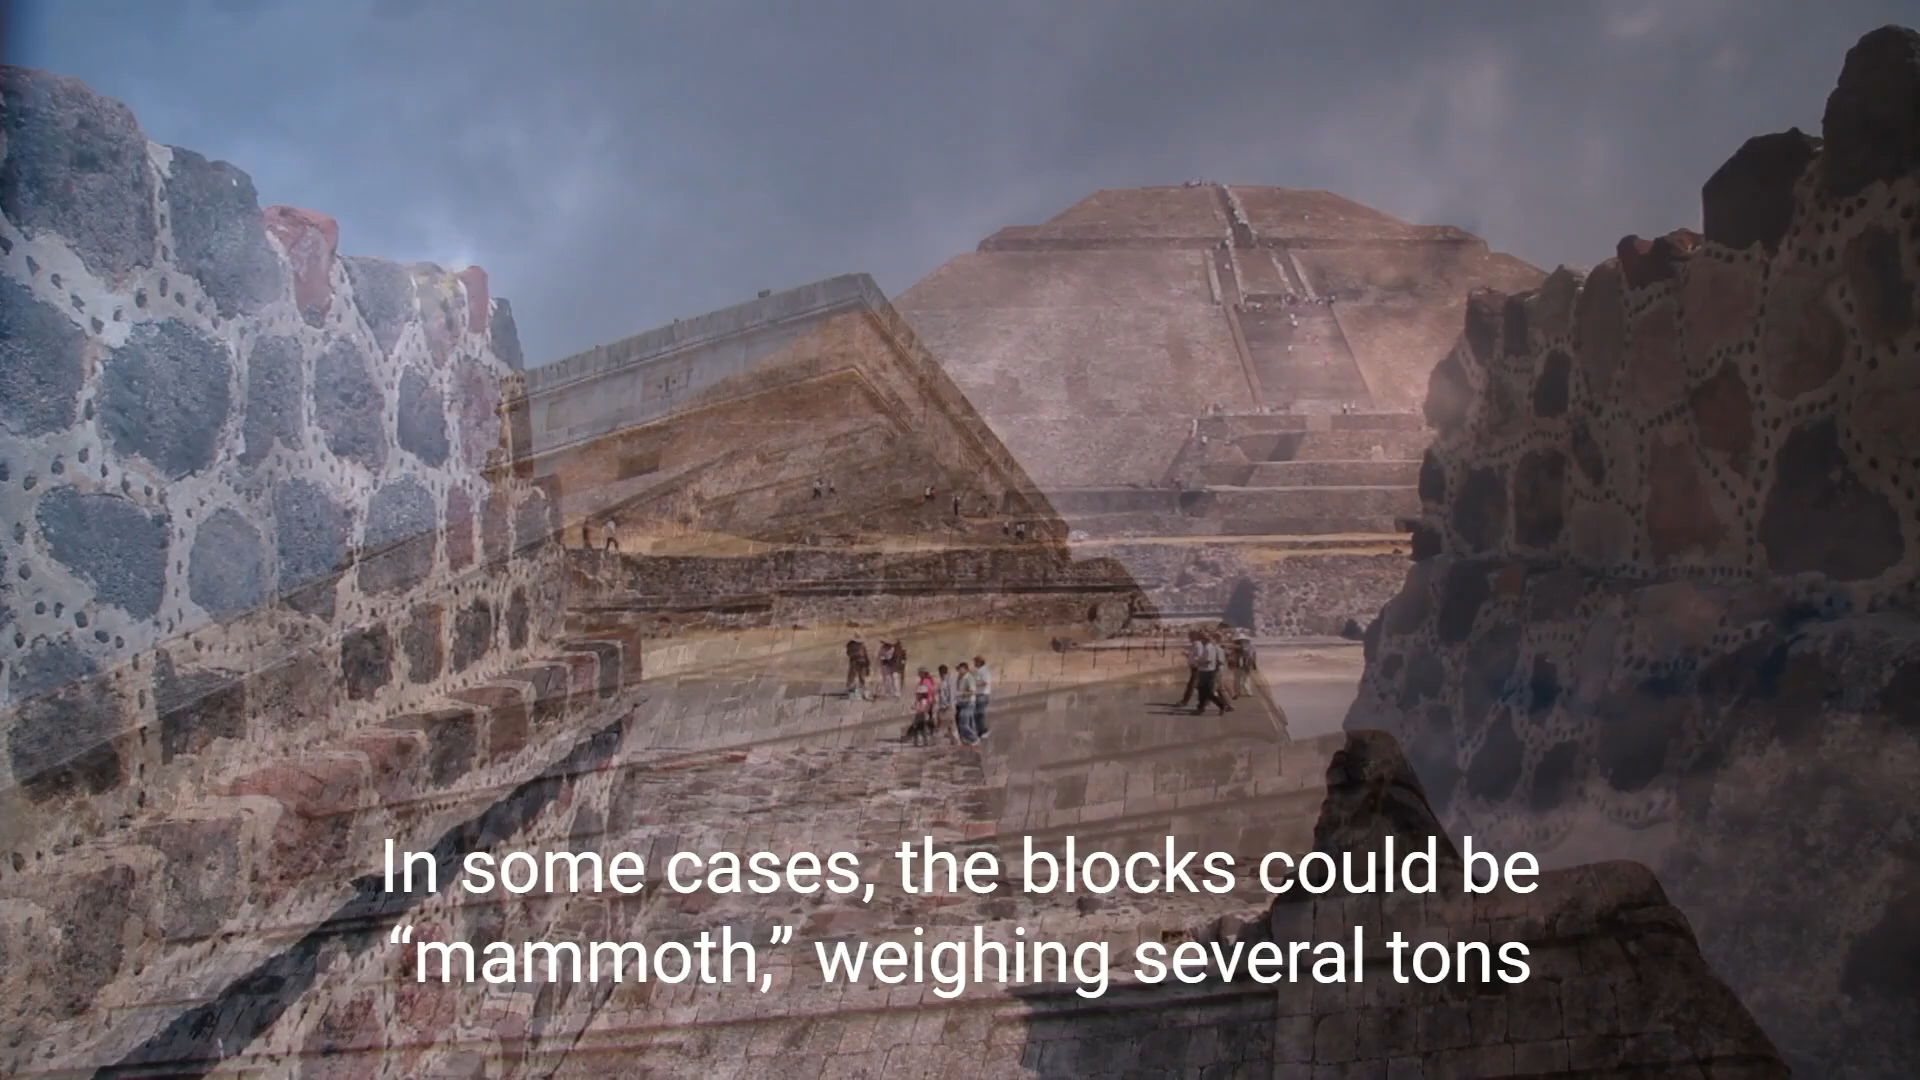 In some cases, the blocks could be
“mammoth,” weighing several tons